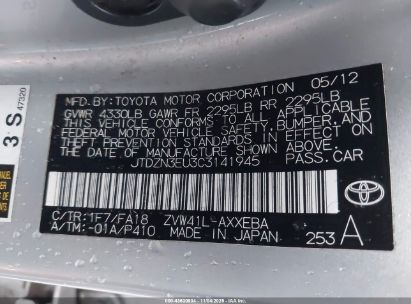 MFD.BY:TOYOTA MOTOR CORPORATION 05/12
GVWR 4330LB GAWR FR 2295LB RR 2295LB
THIS VEHICLE CONFORMS TO ALL APPLICABLE
FEDERAL MOTOR VEHICLE SAFETY, BUMPER, AND
THEFT PREVENTION STANDARDS IN EFFECT ON
THE DATE OF MANUFACTURE SHOWN ABOVE.
JTDZN3EU3C3141945 PASS.CAR
C/TR:1F7/FA18 ZVW41L-AXXEBA
A/TM:-01A/P410 MADE IN JAPAN 253 A
TOYOTA
3 S 47320